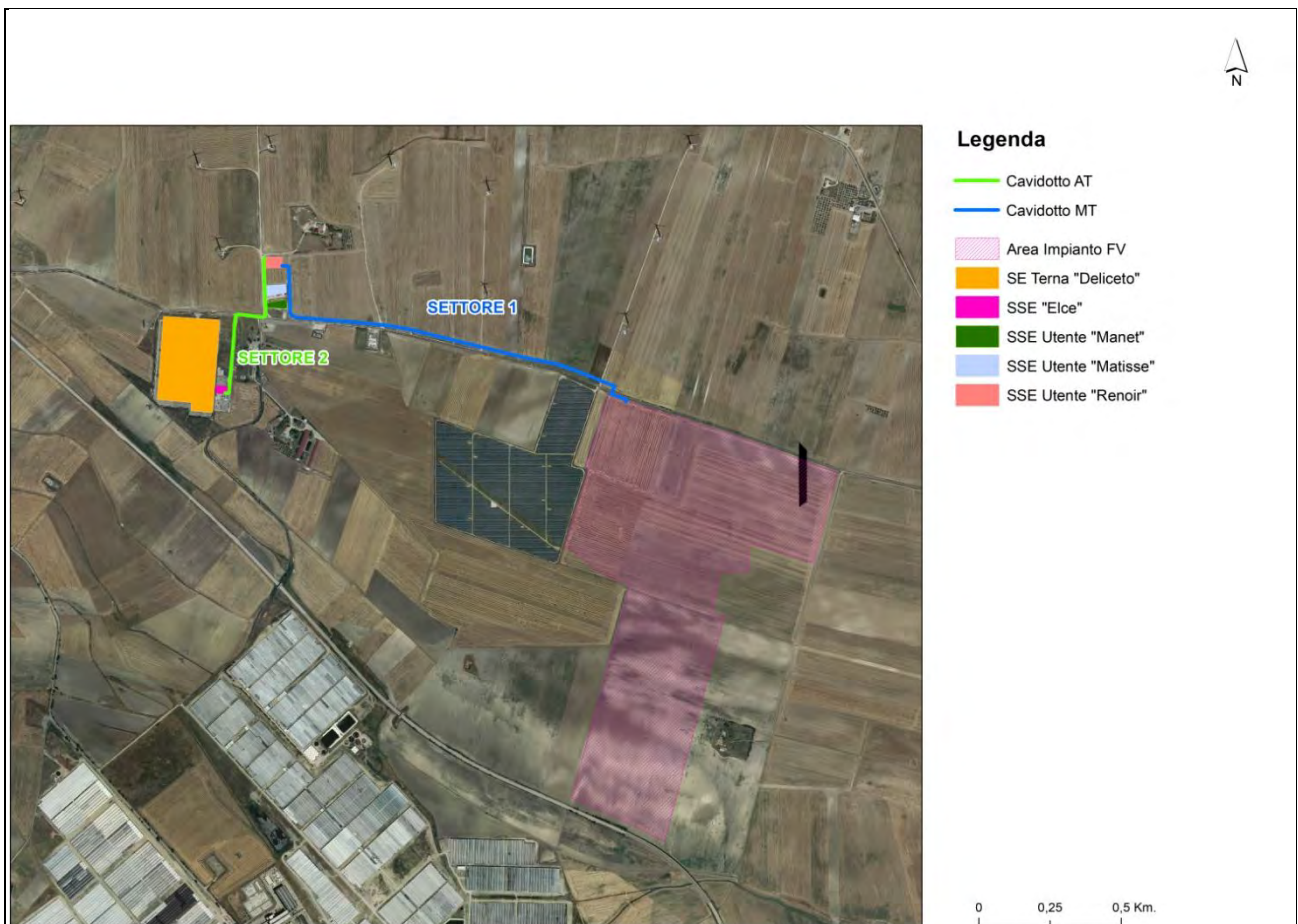 N
Legenda
Cavidotto AT
Cavidotto MT
Area Impianto FV
SE Terna "Deliceto"
SSE "Elce"
SSE Utente "Manet"
SSE Utente "Matisse"
SSE Utente "Renoir"
SETTORE 1
SETTORE 2
0 0,25 0,5 Km.